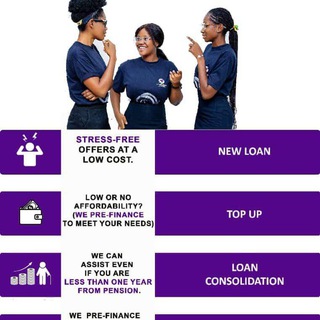 STRESS-FREE
OFFERS AT A
LOW COST.
NEW LOAN
LOW OR NO
AFFORDABILITY?
(WE PRE-FINANCE
TO MEET YOUR NEEDS)
TOP UP
WE CAN
ASSIST EVEN
IF YOU ARE
LESS THAN ONE YEAR
FROM PENSION.
LOAN
CONSOLIDATION
WE PRE-FINANCE